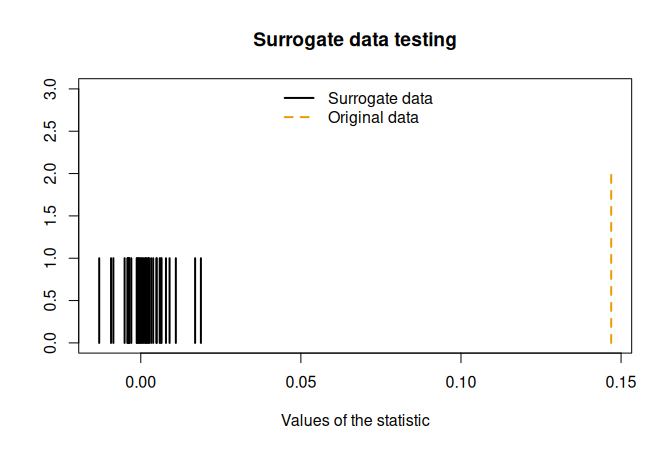 Surrogate data testing
3.0
2.5
2.0
1.5
1.0
0.5
0.0
Surrogate data
Original data
0.00 0.05 0.10 0.15
Values of the statistic